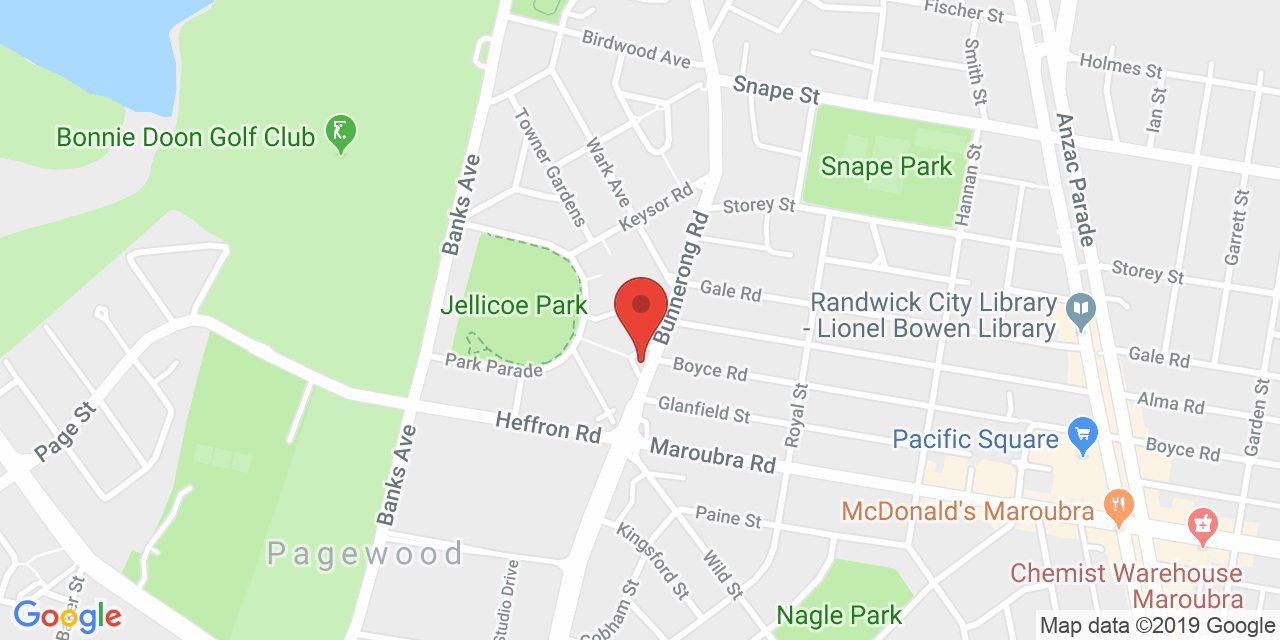 Fischer St
Birdwood Ave
Holmes St
Smith St
Snape St
Ian St
Bonnie Doon Golf Club
Towner Gardens
Wark Ave
Anzac Parade
Snape Park
Hannan St
Banks Ave
Keysor Rd
Storey St
Garrett St
Bunnerong Rd
Storey St
Gale Rd
Jellicoe Park
Randwick City Library
- Lionel Bowen Library
Gale Rd
Park Parade
Boyce Rd
Alma Rd
Royal St
Glanfield St
Garden St
Page St
Heffron Rd
Pacific Square
Maroubra Rd
Boyce Rd
Banks Ave
McDonald's Maroubra
Paine St
Pagewood
Kingsford St
Wild St
Studio Drive
Chemist Warehouse
Maroubra
Nagle Park
Cobham St
Google
Map data ©2019 Google